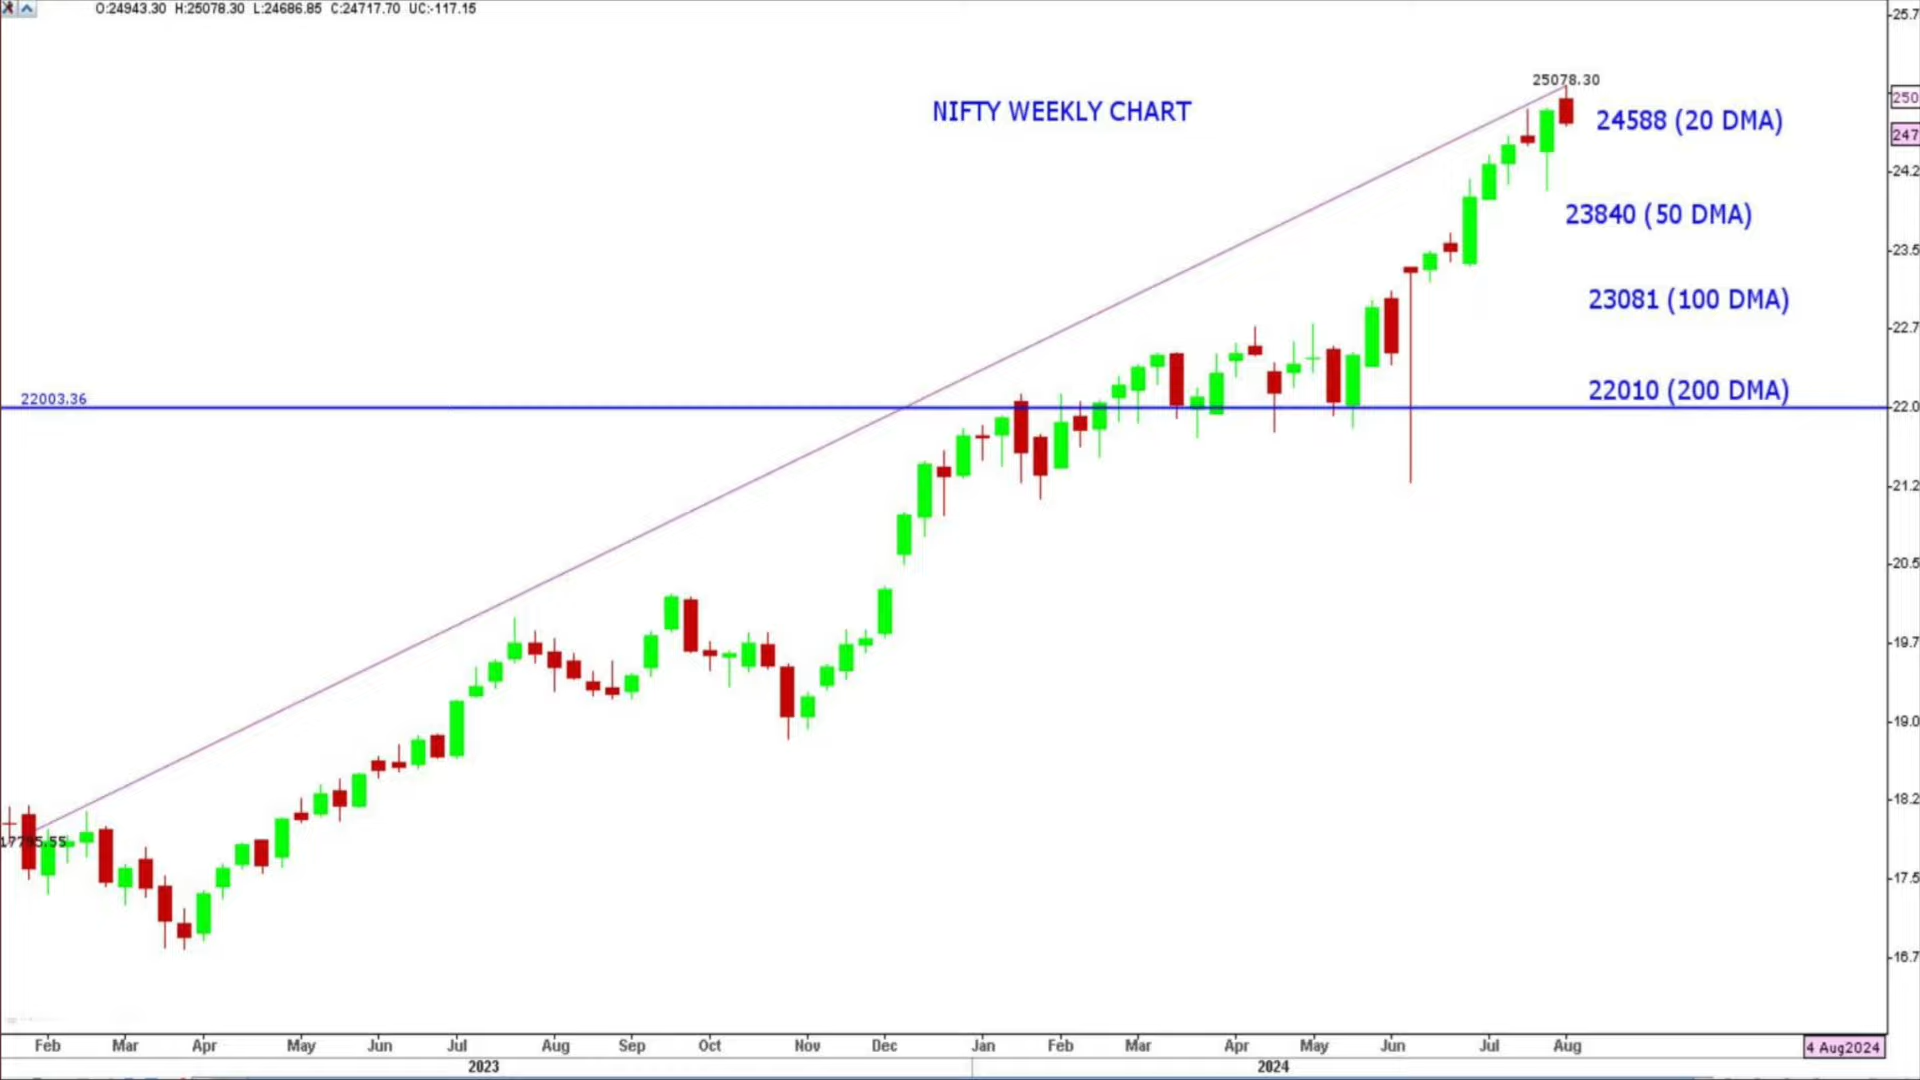 O:24943.30 H:25078.30 L:24686.85 C:24717.70 UC:-117.15
25.7
25078.30
NIFTY WEEKLY CHART
250
24588 (20 DMA)
247
24.2
23840 (50 DMA)
23.5
23081 (100 DMA)
22.7
22003.36
22010 (200 DMA)
22.0
21.2
20.5
19.7
19.0
18.2
17.5
16.7
Feb Mar Apr May Jun Jul Aug Sep Oct Nov Dec Jan Feb Mar Apr May Jun Jul Aug
4 Aug2024
2023 2024